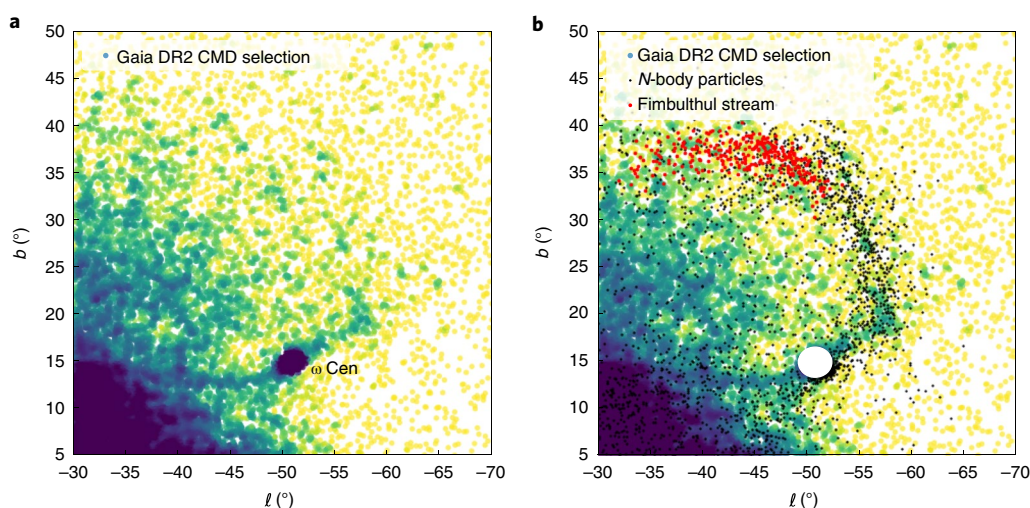 a
50
45
40
35
30
25
20
15
10
5
b (°)
Gaia DR2 CMD selection
ω Cen
−30 −35 −40 −45 −50 −55 −60 −65 −70
ℓ (°)
b
50
45
40
35
30
25
20
15
10
5
b (°)
Gaia DR2 CMD selection
N-body particles
Fimbulthul stream
−30 −35 −40 −45 −50 −55 −60 −65 −70
ℓ (°)